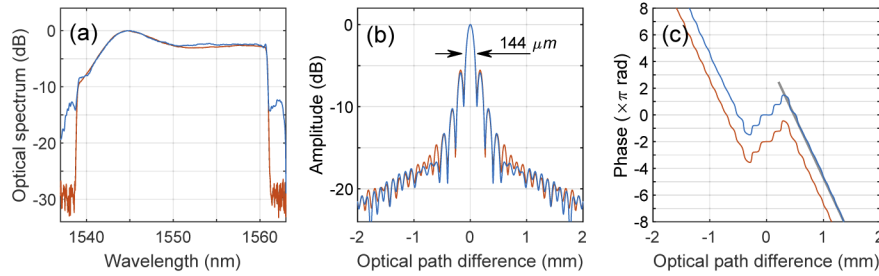 (a)
Optical spectrum (dB)
0
-10
-20
-30
1540
1550
1560
Wavelength (nm)
(b)
144 μm
Amplitude (dB)
0
-10
-20
-2
-1
0
1
2
Optical path difference (mm)
(c)
Phase (×π rad)
8
6
4
2
0
-2
-4
-6
-8
-2
-1
0
1
2
Optical path difference (mm)